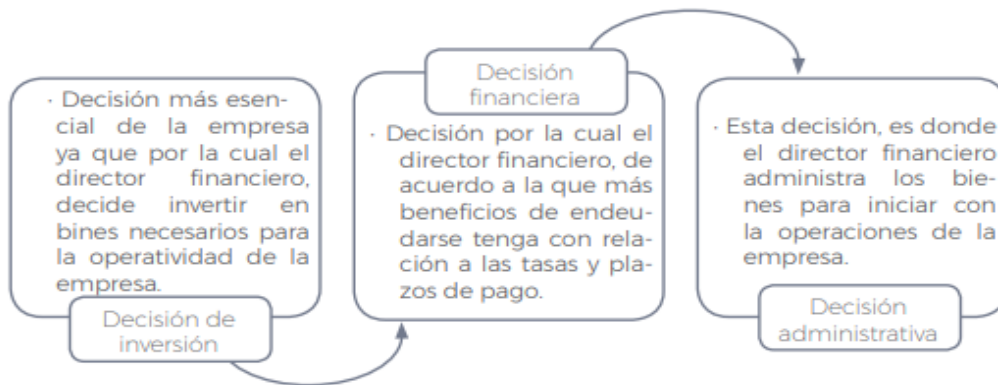 · Decisión más esen-
cial de la empresa
ya que por la cual el
director financiero,
decide invertir en
bines necesarios para
la operatividad de la
empresa.
Decisión de
inversión
Decisión
financiera
· Decisión por la cual el
director financiero, de
acuerdo a la que más
beneficios de endeu-
darse tenga con rela-
ción a las tasas y pla-
zos de pago.
· Esta decisión, es donde
el director financiero
administra los bie-
nes para iniciar con
la operaciones de la
empresa.
Decisión
administrativa